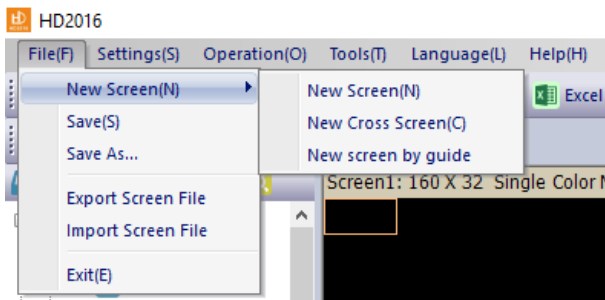 HD2016
File(F) Settings(S) Operation(O) Tools(T) Language(L) Help(H)
New Screen(N) New Screen(N) Excel
Save(S) New Cross Screen(C)
Save As... New screen by guide
Screen1: 160 X 32 Single Color
Export Screen File
Import Screen File
Exit(E)